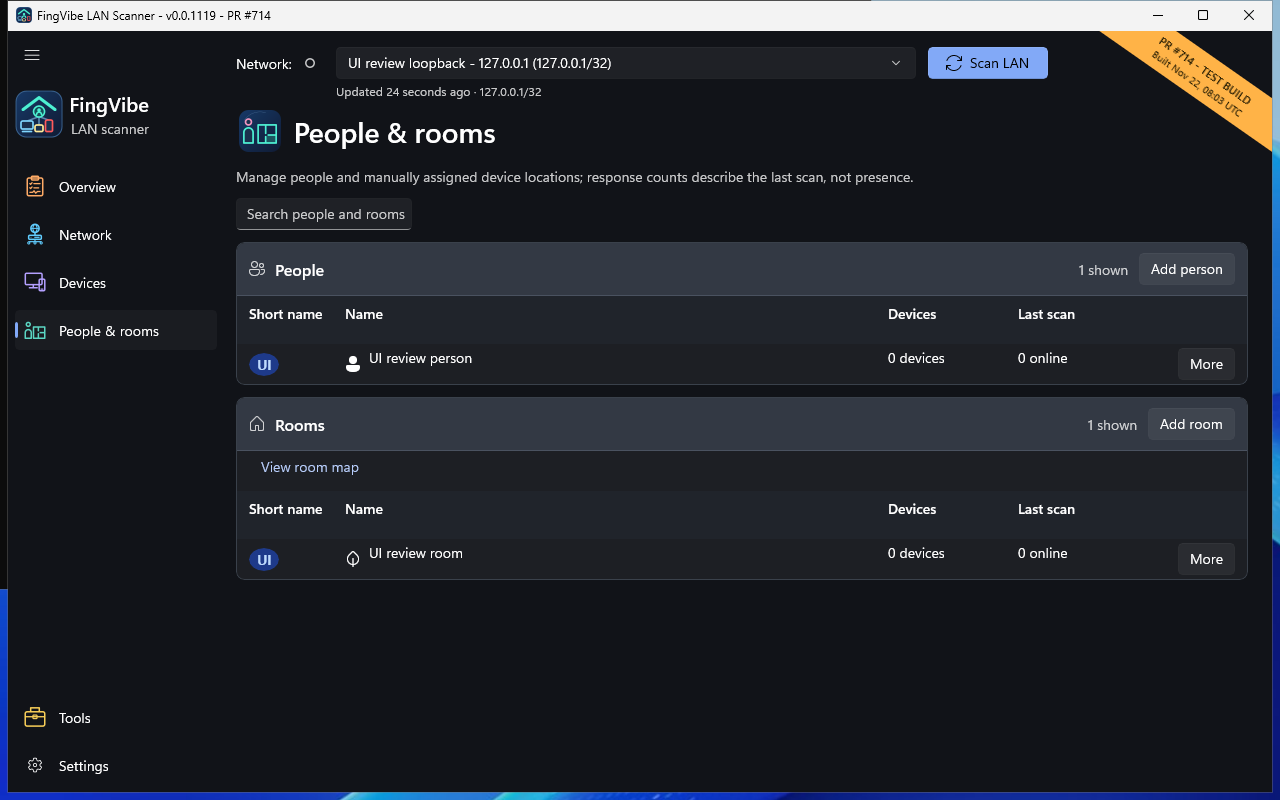 FingVibe LAN Scanner - v0.0.1119 - PR #714
Network:
UI review loopback - 127.0.0.1 (127.0.0.1/32)
Scan LAN
Updated 24 seconds ago · 127.0.0.1/32
PR #714 - TEST BUILD
Built Nov 22, 08:03 UTC
FingVibe
LAN scanner
Overview
Network
Devices
People & rooms
Tools
Settings
People & rooms
Manage people and manually assigned device locations; response counts describe the last scan, not presence.
Search people and rooms
People
1 shown
Add person
Short name Name Devices Last scan
UI UI review person 0 devices 0 online More
Rooms
1 shown
Add room
View room map
Short name Name Devices Last scan
UI UI review room 0 devices 0 online More